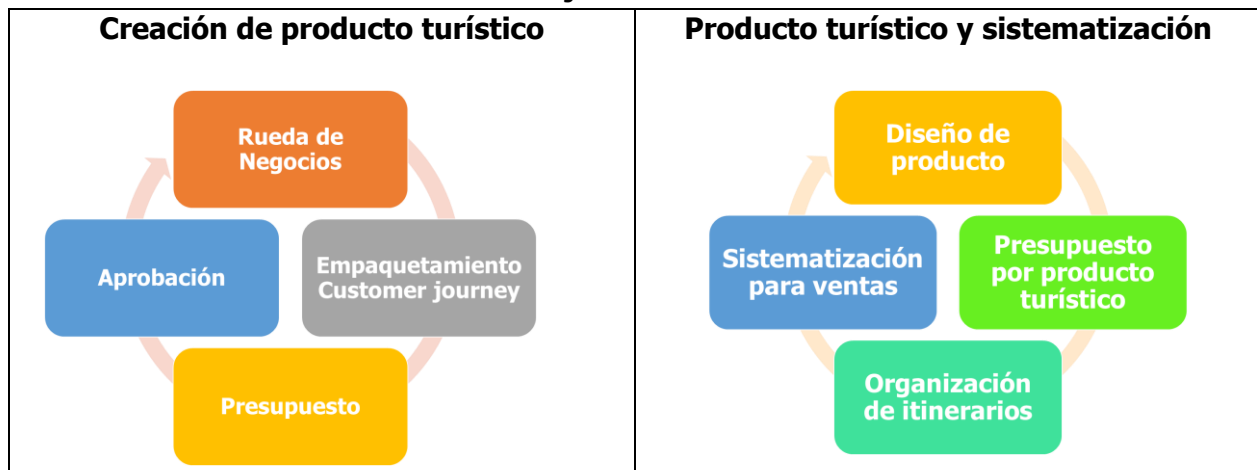 Creación de producto turístico
Rueda de
Negocios
Aprobación
Empaquetamiento
Customer journey
Presupuesto
Producto turístico y sistematización
Diseño de
producto
Sistematización
para ventas
Presupuesto
por producto
turístico
Organización
de itinerarios